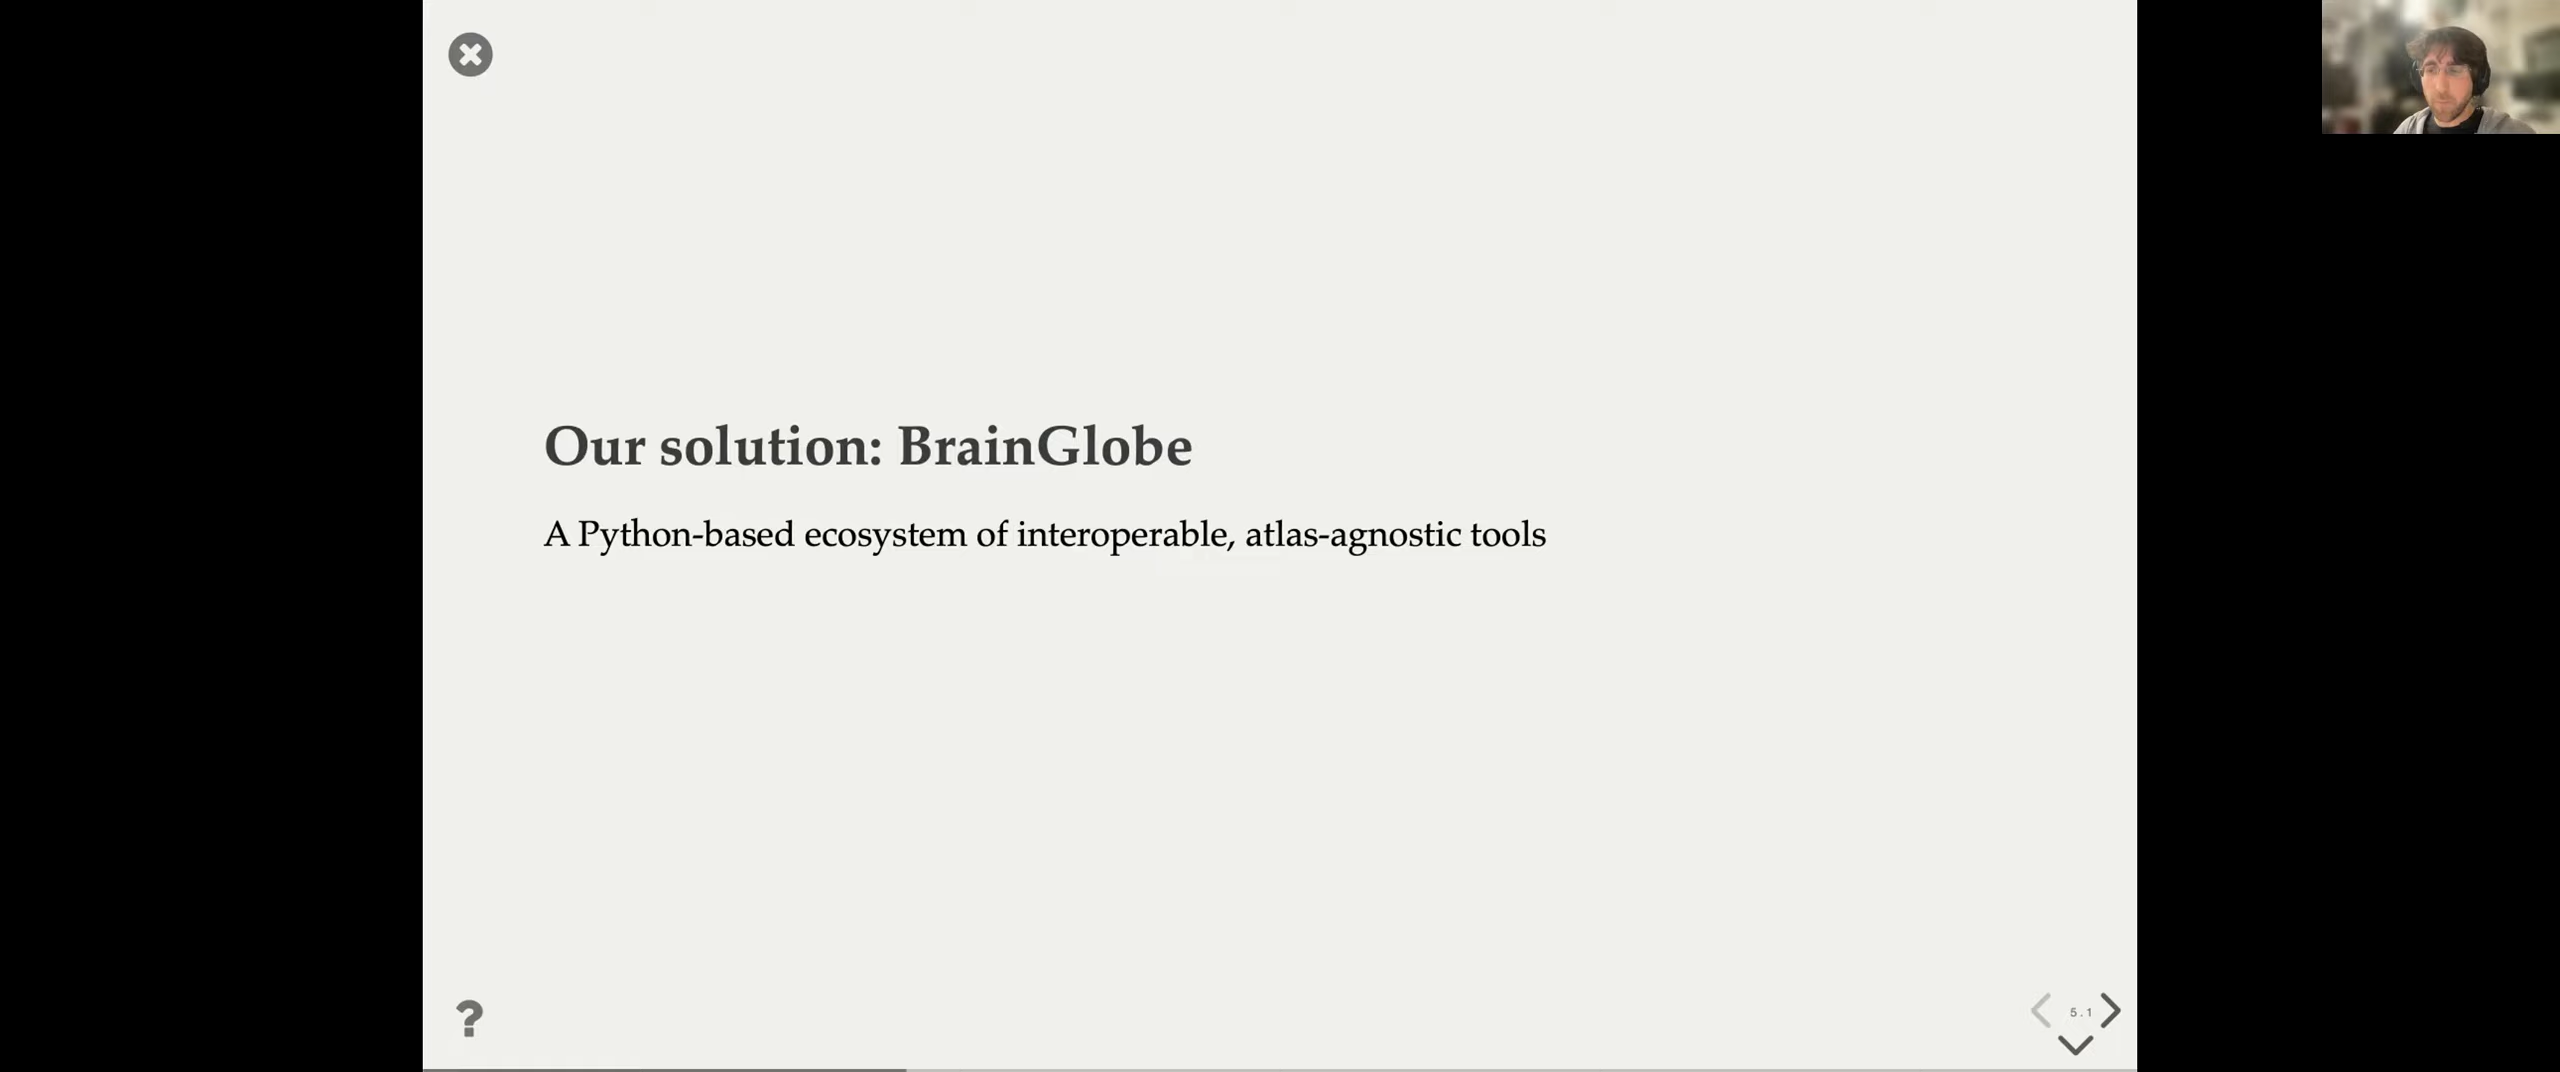 Our solution: BrainGlobe
A Python-based ecosystem of interoperable, atlas-agnostic tools
?
5.1